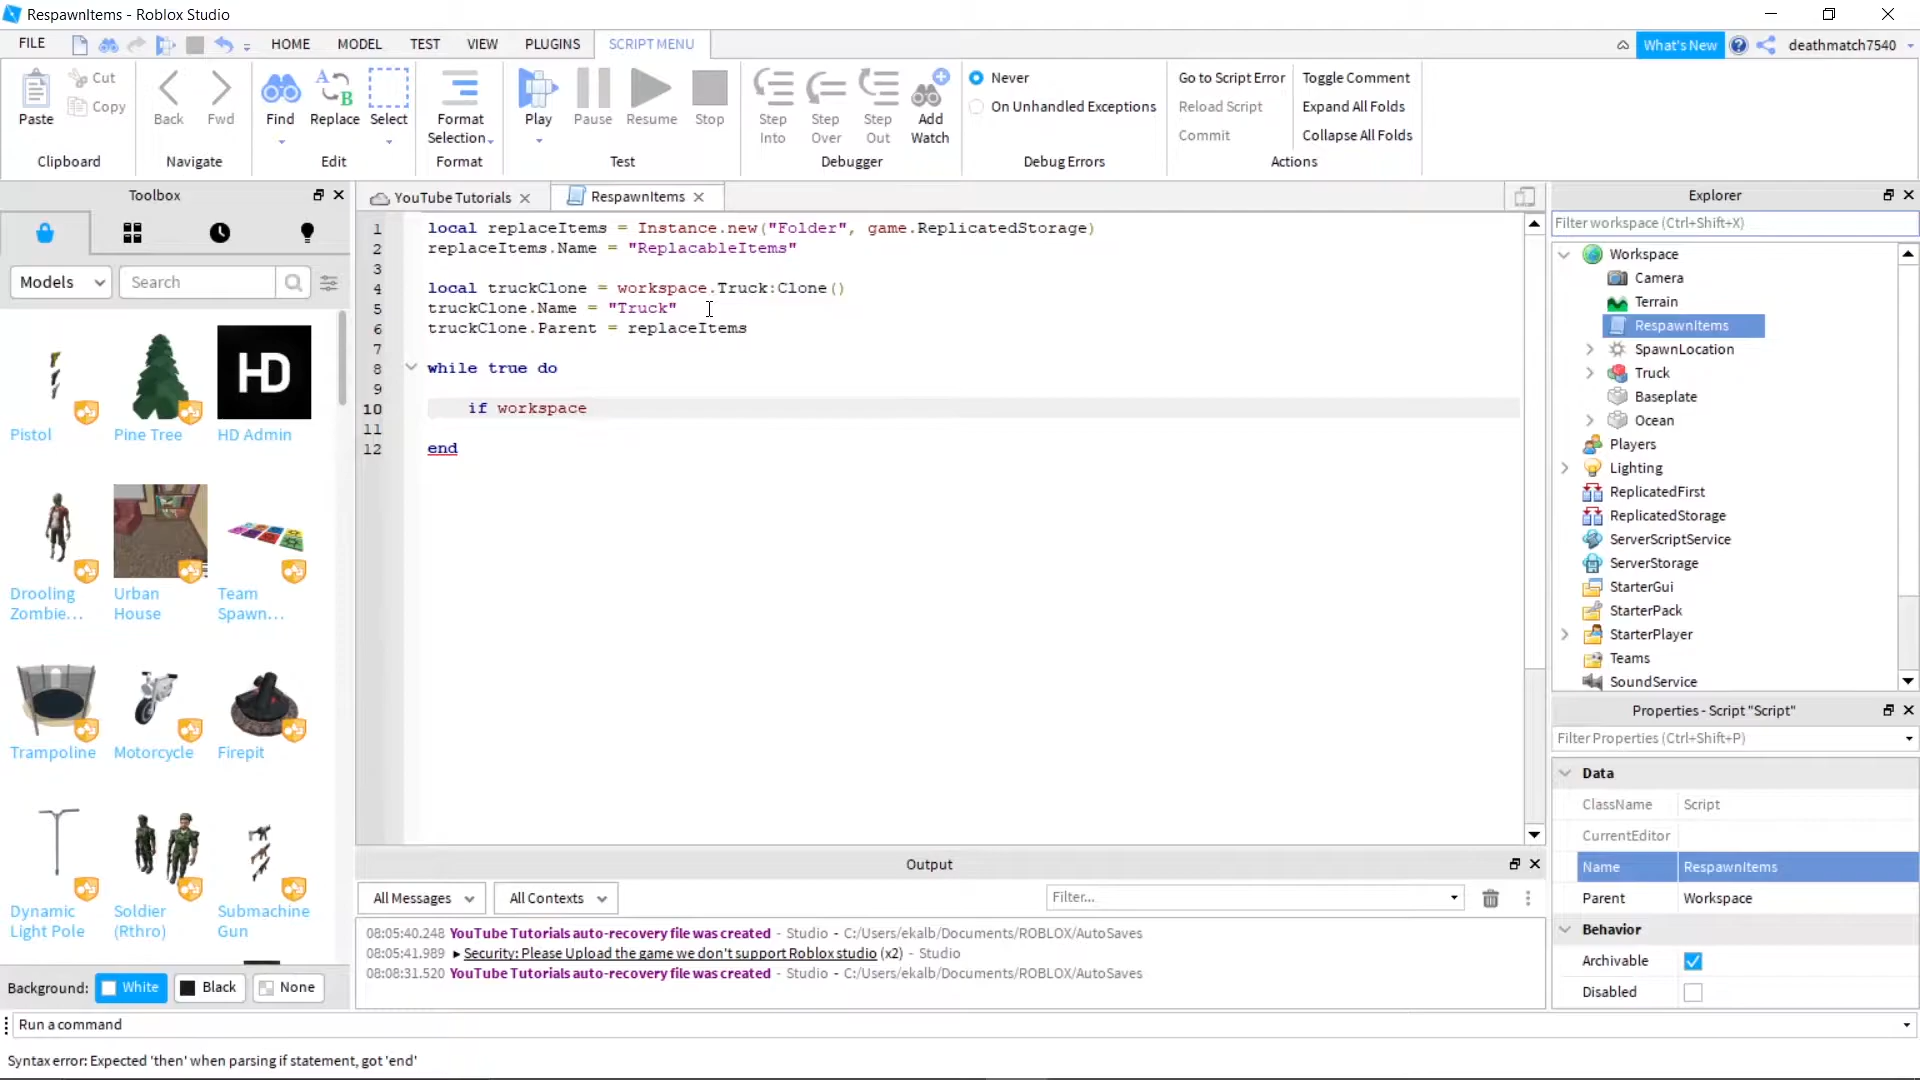 RespawnItems - Roblox Studio
FILE HOME MODEL TEST VIEW PLUGINS SCRIPT MENU What's New deathmatch7540
Paste Cut Copy Back Fwd Find Replace Select Format Selection Play Pause Resume Stop Step Into Step Over Step Out Add Watch
Never
On Unhandled Exceptions
Go to Script Error
Reload Script
Commit
Toggle Comment
Expand All Folds
Collapse All Folds
Clipboard Navigate Edit Format Test Debugger Debug Errors Actions
Toolbox
Models Search
Pistol Pine Tree HD Admin
Drooling Zombie... Urban House Team Spawn...
Trampoline Motorcycle Firepit
Dynamic Light Pole Soldier (Rthro) Submachine Gun
Background: White Black None
YouTube Tutorials RespawnItems
1 local replaceItems = Instance.new("Folder", game.ReplicatedStorage)
2 replaceItems.Name = "ReplacableItems"
3
4 local truckClone = workspace.Truck:Clone()
5 truckClone.Name = "Truck"
6 truckClone.Parent = replaceItems
7
8 while true do
9
10 if workspace
11
12 end
Output
All Messages All Contexts Filter...
08:05:40.248 YouTube Tutorials auto-recovery file was created - Studio - C:/Users/ekalb/Documents/ROBLOX/AutoSaves
08:05:41.989 Security: Please Upload the game we don't support Roblox studio (x2) - Studio
08:08:31.520 YouTube Tutorials auto-recovery file was created - Studio - C:/Users/ekalb/Documents/ROBLOX/AutoSaves
Explorer
Filter workspace (Ctrl+Shift+X)
Workspace
Camera
Terrain
RespawnItems
SpawnLocation
Truck
Baseplate
Ocean
Players
Lighting
ReplicatedFirst
ReplicatedStorage
ServerScriptService
ServerStorage
StarterGui
StarterPack
StarterPlayer
Teams
SoundService
Properties - Script "Script"
Filter Properties (Ctrl+Shift+P)
Data
ClassName Script
CurrentEditor
Name RespawnItems
Parent Workspace
Behavior
Archivable
Disabled
Run a command
Syntax error: Expected 'then' when parsing if statement, got 'end'